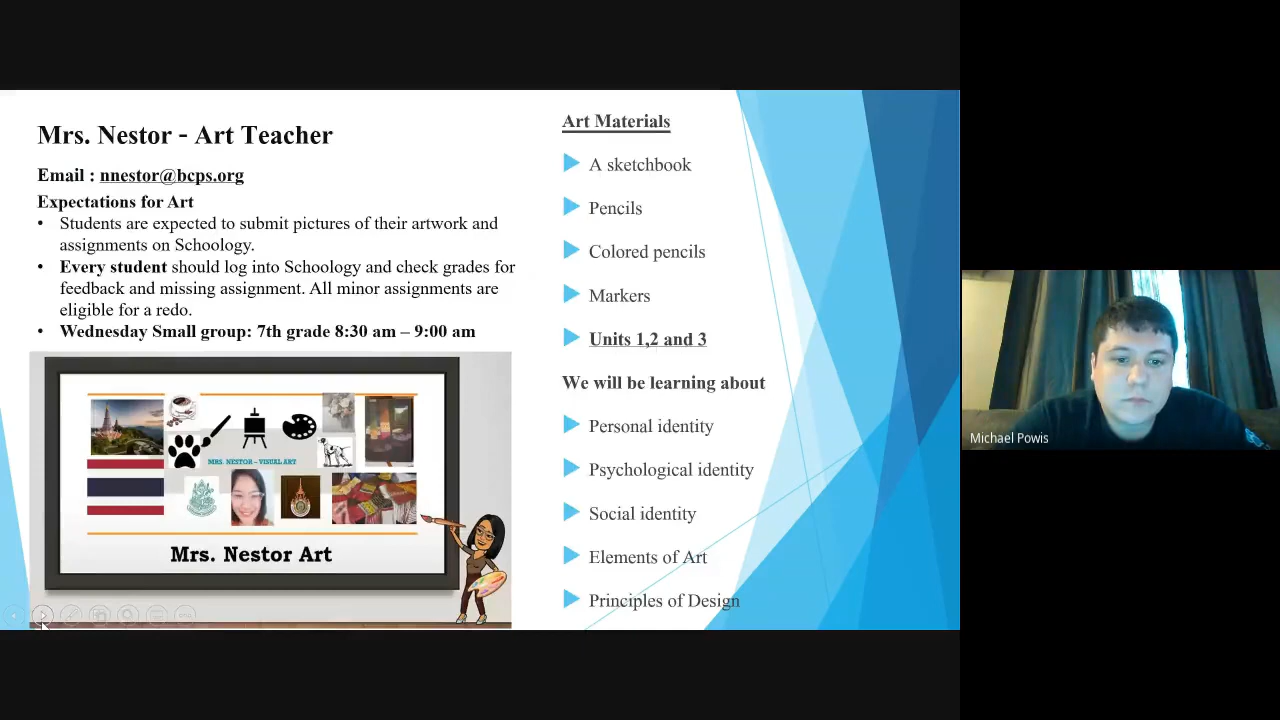 Mrs. Nestor - Art Teacher
Email : nnestor@bcps.org
Expectations for Art
• Students are expected to submit pictures of their artwork and
assignments on Schoology.
• Every student should log into Schoology and check grades for
feedback and missing assignment. All minor assignments are
eligible for a redo.
• Wednesday Small group: 7th grade 8:30 am – 9:00 am
MRS. NESTOR - VISUAL ART
Mrs. Nestor Art
Art Materials
A sketchbook
Pencils
Colored pencils
Markers
Units 1,2 and 3
We will be learning about
Personal identity
Psychological identity
Social identity
Elements of Art
Principles of Design
Michael Powis